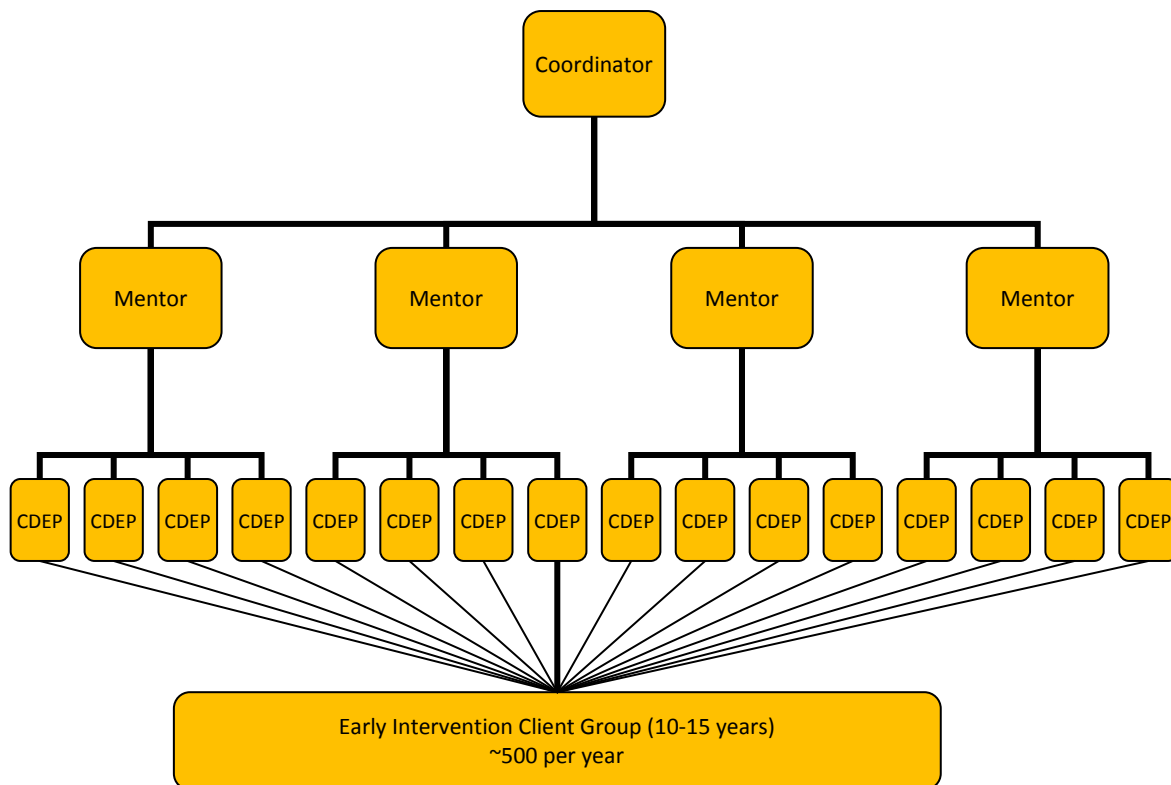 Coordinator
Mentor Mentor Mentor Mentor
CDEP CDEP CDEP CDEP CDEP CDEP CDEP CDEP CDEP CDEP CDEP CDEP CDEP CDEP CDEP CDEP
Early Intervention Client Group (10-15 years)
~500 per year